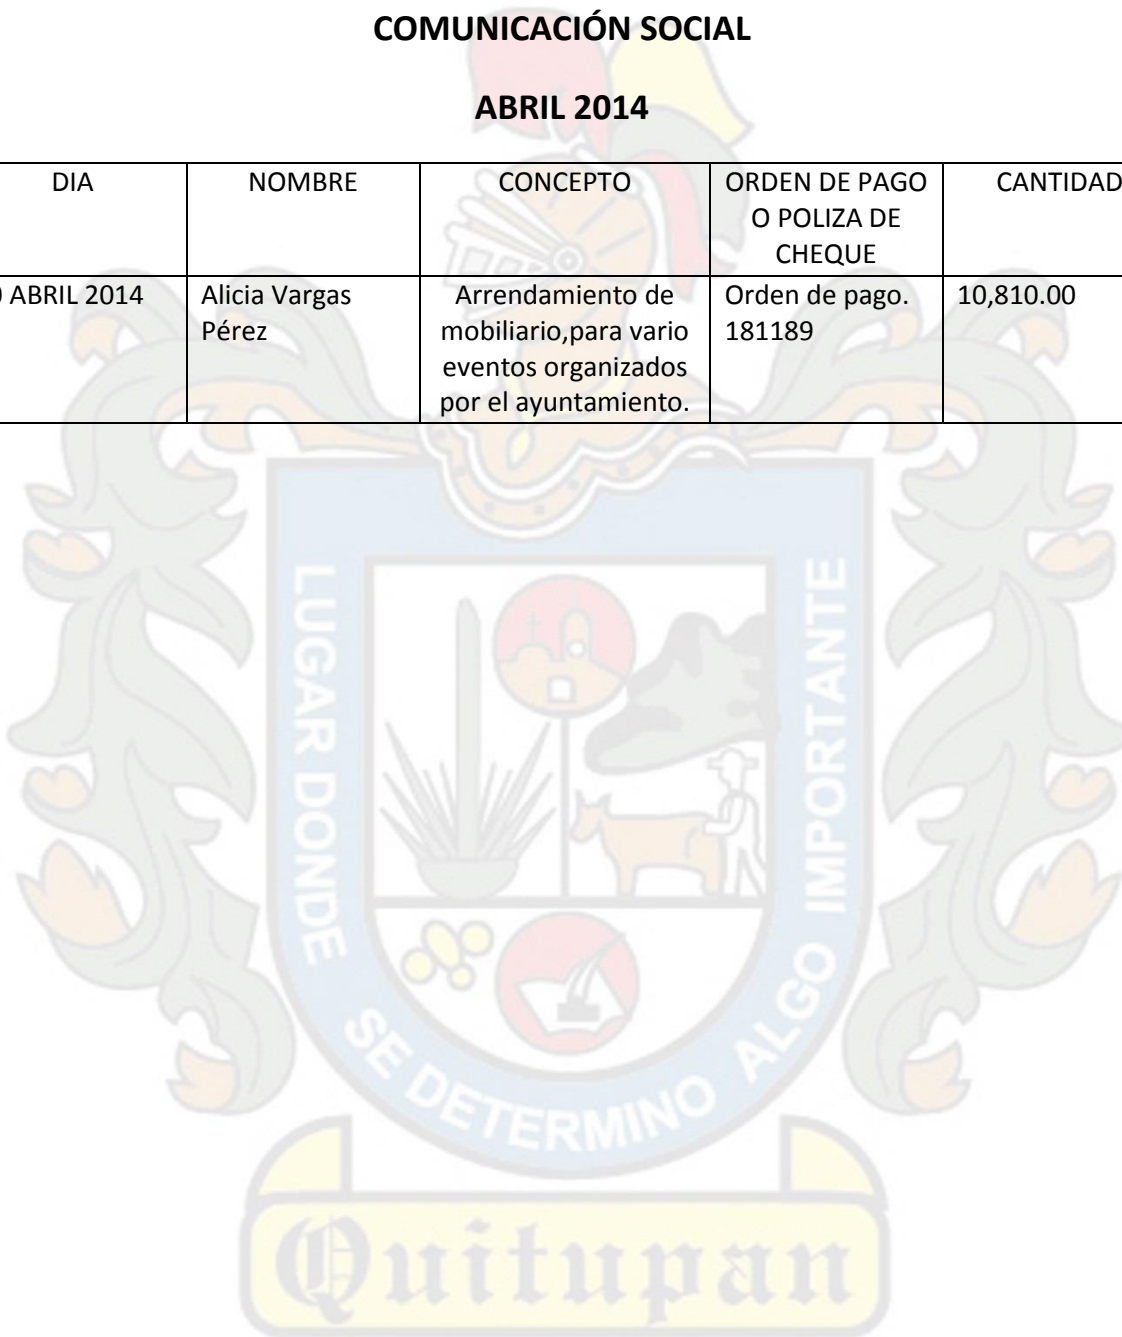 COMUNICACIÓN SOCIAL
ABRIL 2014
DIA NOMBRE CONCEPTO ORDEN DE PAGO O POLIZA DE CHEQUE CANTIDAD
ABRIL 2014 Alicia Vargas Pérez Arrendamiento de mobiliario,para vario eventos organizados por el ayuntamiento. Orden de pago. 181189 10,810.00
LUGAR DONDE SE DETERMINO ALGO IMPORTANTE
Quitupan